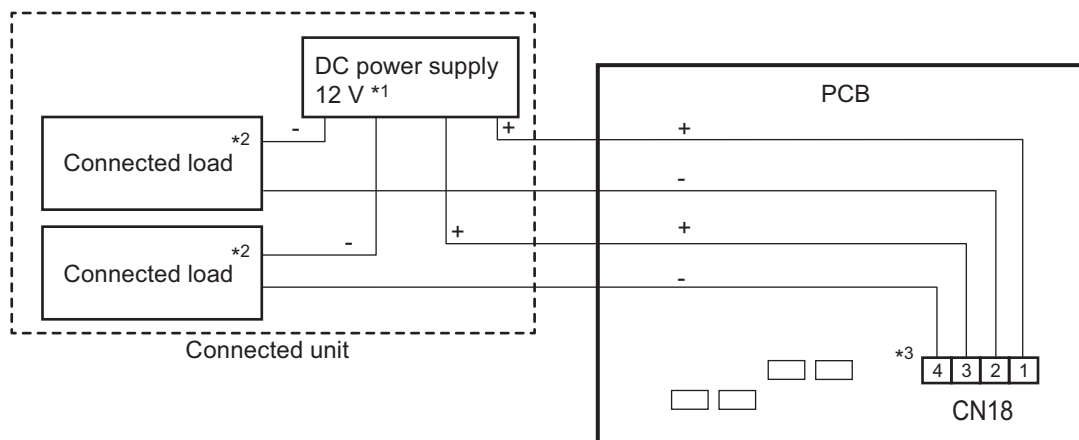 DC power supply
12 V *1
PCB
-
+
+
*2
Connected load
-
+
+
*2
-
Connected load
-
Connected unit
*3
4 3 2 1
CN18